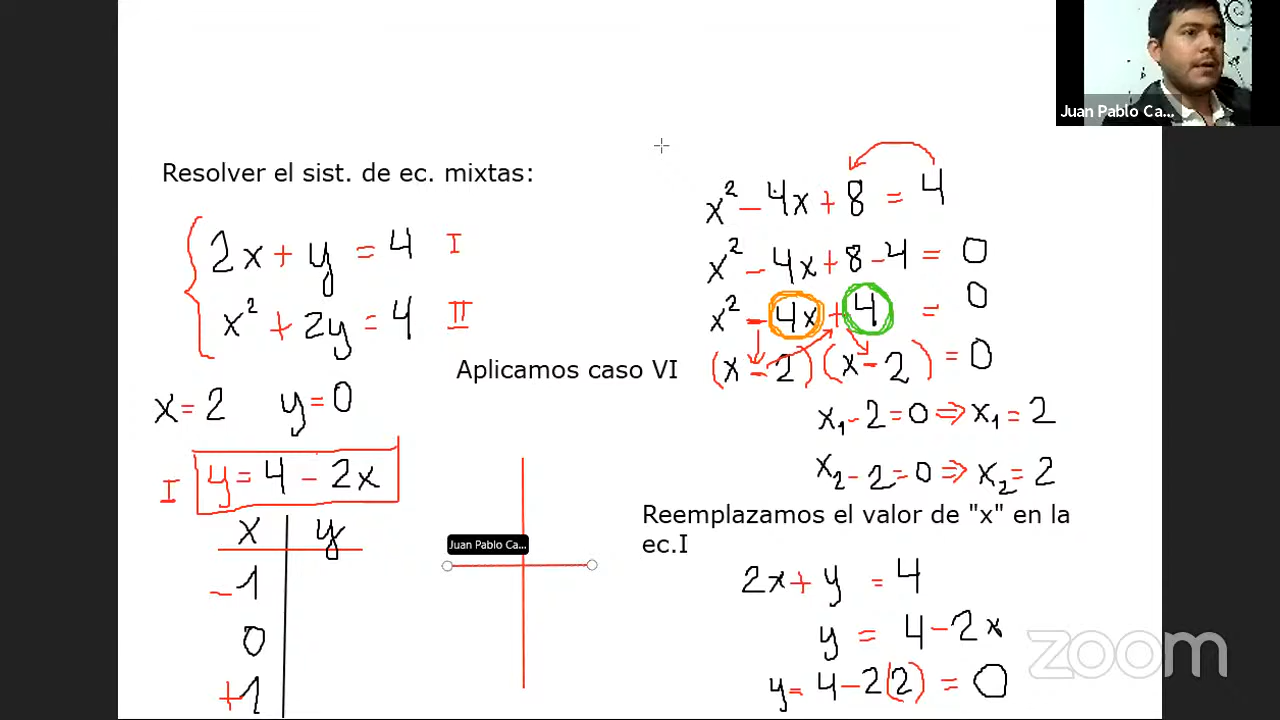 Juan Pablo Ca...
Resolver el sist. de ec. mixtas:
2x + y = 4 I
x² + 2y = 4 II
x = 2 y = 0
I y = 4 - 2x
x y
-1
0
+1
Juan Pablo Ca...
Aplicamos caso VI
x² - 4x + 8 = 4
x² - 4x + 8 - 4 = 0
x² - 4x + 4 = 0
(x - 2) (x - 2) = 0
x₁ - 2 = 0 ⇒ x₁ = 2
x₂ - 2 = 0 ⇒ x₂ = 2
Reemplazamos el valor de "x" en la
ec.I
2x + y = 4
y = 4 - 2x
y = 4 - 2(2) = 0
zoom